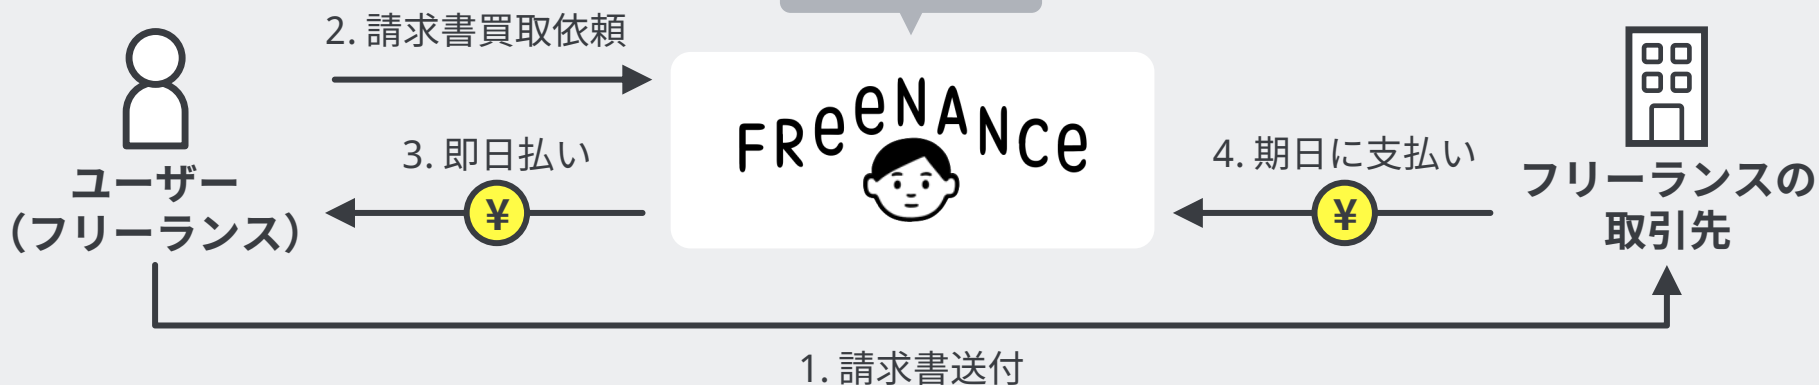 2. 請求書買取依頼
FReeNANce
3. 即日払い
¥
4. 期日に支払い
¥
ユーザー
（フリーランス）
フリーランスの
取引先
1. 請求書送付